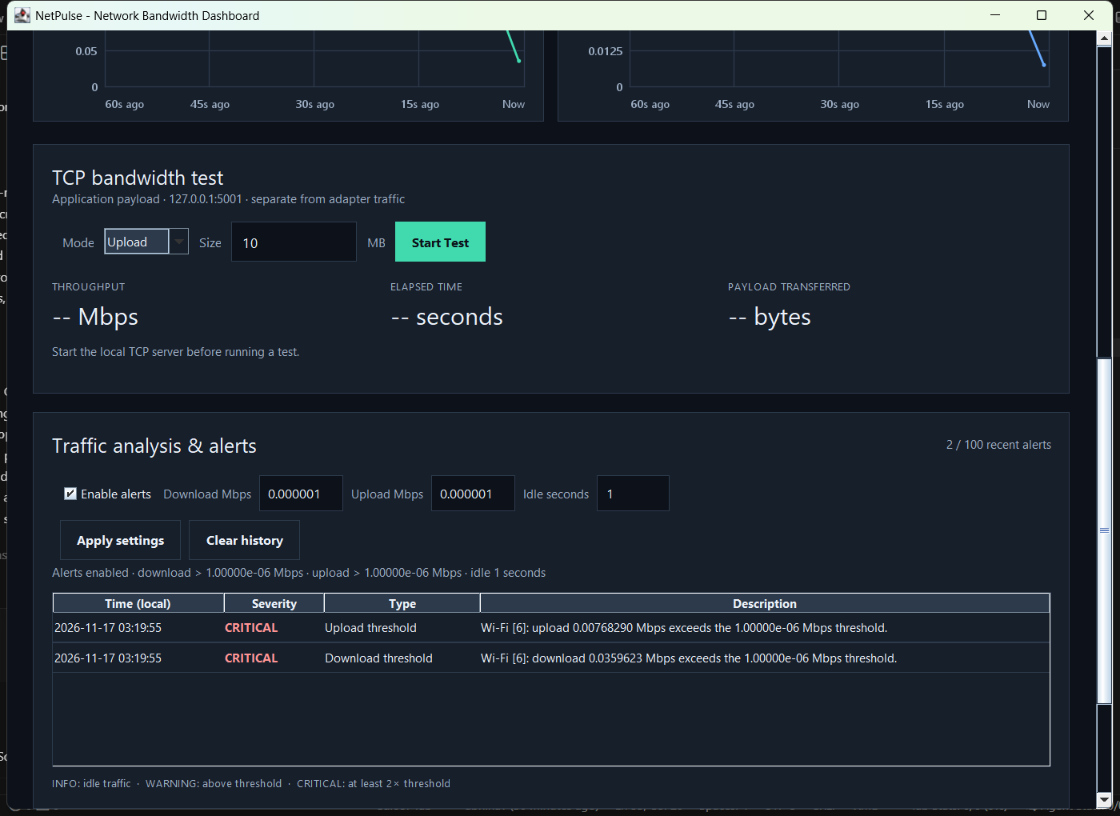 NetPulse - Network Bandwidth Dashboard
0.05
0
60s ago 45s ago 30s ago 15s ago Now
0.0125
0
60s ago 45s ago 30s ago 15s ago Now
TCP bandwidth test
Application payload · 127.0.0.1:5001 · separate from adapter traffic
Mode Upload Size 10 MB Start Test
THROUGHPUT ELAPSED TIME PAYLOAD TRANSFERRED
-- Mbps -- seconds -- bytes
Start the local TCP server before running a test.
Traffic analysis & alerts 2 / 100 recent alerts
Enable alerts Download Mbps 0.000001 Upload Mbps 0.000001 Idle seconds 1
Apply settings Clear history
Alerts enabled · download > 1.00000e-06 Mbps · upload > 1.00000e-06 Mbps · idle 1 seconds
Time (local) Severity Type Description
2026-11-17 03:19:55 CRITICAL Upload threshold Wi-Fi [6]: upload 0.00768290 Mbps exceeds the 1.00000e-06 Mbps threshold.
2026-11-17 03:19:55 CRITICAL Download threshold Wi-Fi [6]: download 0.0359623 Mbps exceeds the 1.00000e-06 Mbps threshold.
INFO: idle traffic · WARNING: above threshold · CRITICAL: at least 2× threshold